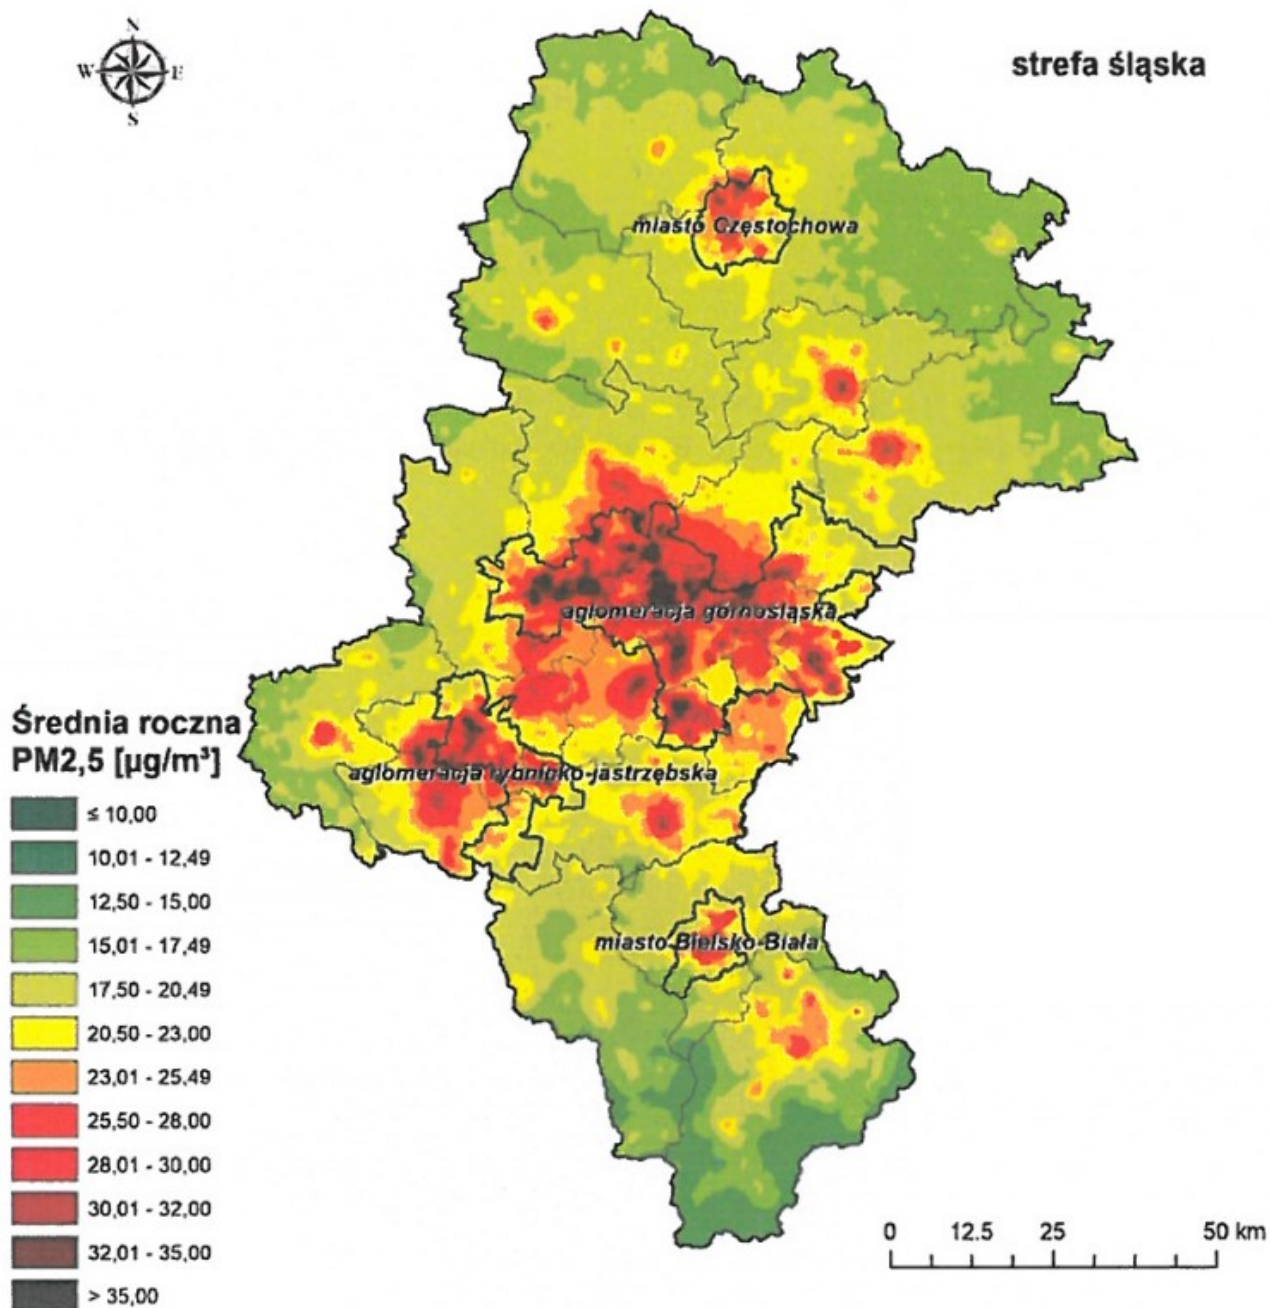 N
W E
S
strefa śląska
miasto Częstochowa
aglomeracja górnośląska
aglomeracja rybnicko-jastrzębska
miasto Bielsko-Biała
Średnia roczna
PM2,5 [µg/m³]
≤ 10,00
10,01 - 12,49
12,50 - 15,00
15,01 - 17,49
17,50 - 20,49
20,50 - 23,00
23,01 - 25,49
25,50 - 28,00
28,01 - 30,00
30,01 - 32,00
32,01 - 35,00
> 35,00
0 12.5 25 50 km